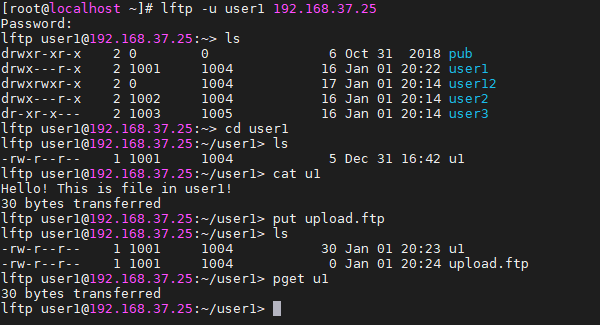 [root@localhost ~]# lftp -u user1 192.168.37.25
Password:
lftp user1@192.168.37.25:~> ls
drwxr-xr-x    2 0        0               6 Oct 31  2018 pub
drwx---r-x    2 1001     1004           16 Jan 01 20:22 user1
drwxrwxr-x    2 0        1004           17 Jan 01 20:14 user12
drwx---r-x    2 1002     1004           16 Jan 01 20:14 user2
dr-xr-x---    2 1003     1005           16 Jan 01 20:14 user3
lftp user1@192.168.37.25:~> cd user1
lftp user1@192.168.37.25:~/user1> ls
-rw-r--r--    1 1001     1004            5 Dec 31 16:42 u1
lftp user1@192.168.37.25:~/user1> cat u1
Hello! This is file in user1!
30 bytes transferred
lftp user1@192.168.37.25:~/user1> put upload.ftp
lftp user1@192.168.37.25:~/user1> ls
-rw-r--r--    1 1001     1004           30 Jan 01 20:23 u1
-rw-r--r--    1 1001     1004            0 Jan 01 20:24 upload.ftp
lftp user1@192.168.37.25:~/user1> pget u1
30 bytes transferred
lftp user1@192.168.37.25:~/user1>